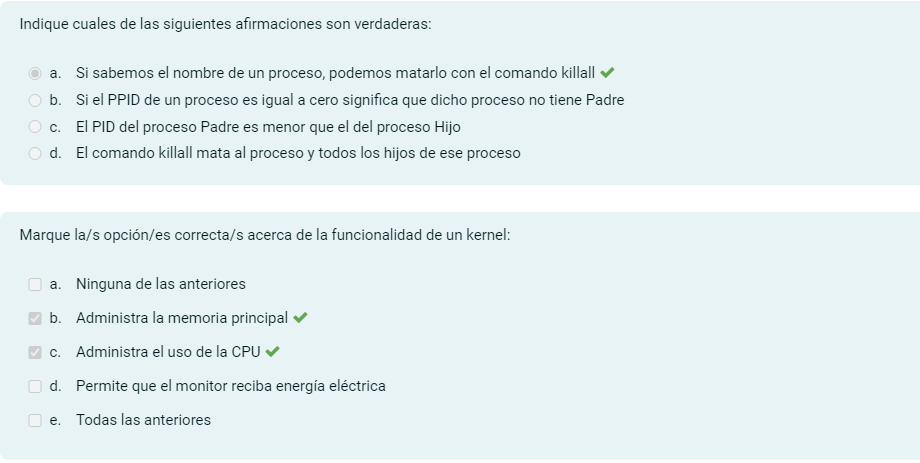 Indique cuales de las siguientes afirmaciones son verdaderas:
a. Si sabemos el nombre de un proceso, podemos matarlo con el comando killall
b. Si el PPID de un proceso es igual a cero significa que dicho proceso no tiene Padre
c. El PID del proceso Padre es menor que el del proceso Hijo
d. El comando killall mata al proceso y todos los hijos de ese proceso
Marque la/s opción/es correcta/s acerca de la funcionalidad de un kernel:
a. Ninguna de las anteriores
b. Administra la memoria principal
c. Administra el uso de la CPU
d. Permite que el monitor reciba energía eléctrica
e. Todas las anteriores